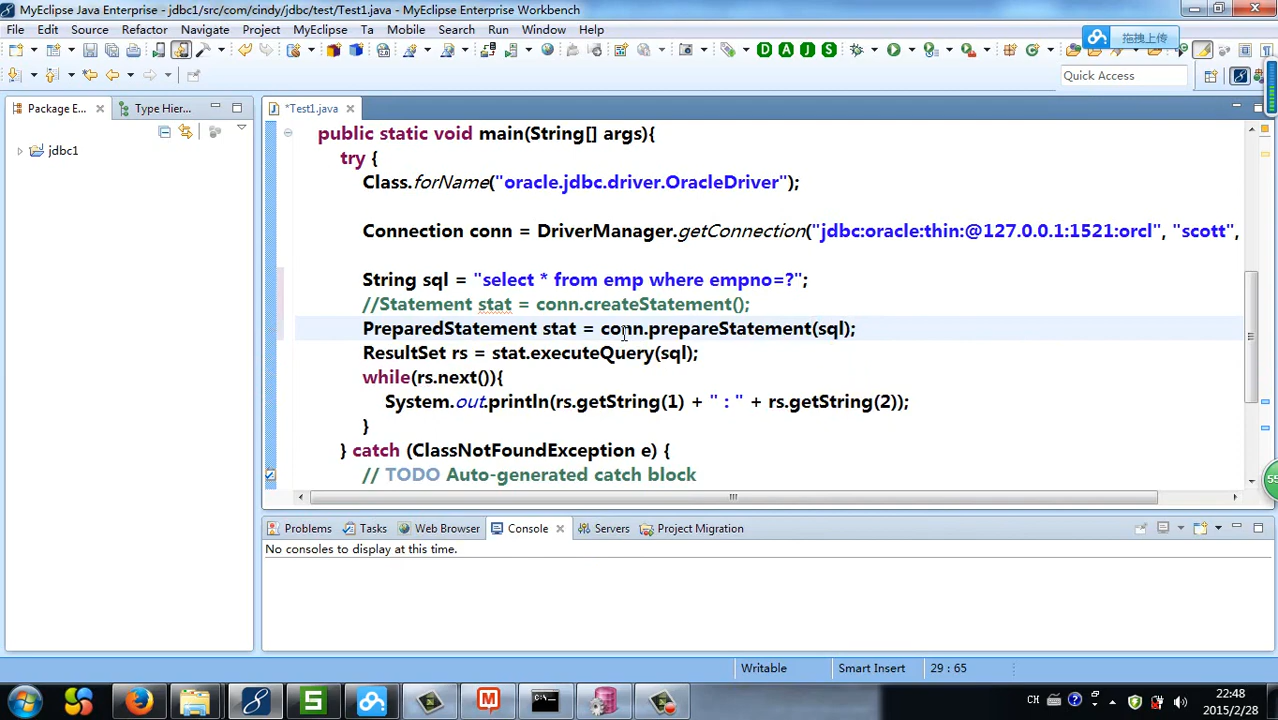 MyEclipse Java Enterprise - jdbc1/src/com/cindy/jdbc/test/Test1.java - MyEclipse Enterprise Workbench
File Edit Source Refactor Navigate Project MyEclipse Ta Mobile Search Run Window Help
拖拽上传
Quick Access
Package E... Type Hier... *Test1.java
jdbc1
public static void main(String[] args){
try {
Class.forName("oracle.jdbc.driver.OracleDriver");
Connection conn = DriverManager.getConnection("jdbc:oracle:thin:@127.0.0.1:1521:orcl", "scott",
String sql = "select * from emp where empno=?";
//Statement stat = conn.createStatement();
PreparedStatement stat = conn.prepareStatement(sql);
ResultSet rs = stat.executeQuery(sql);
while(rs.next()){
System.out.println(rs.getString(1) + " : " + rs.getString(2));
}
} catch (ClassNotFoundException e) {
// TODO Auto-generated catch block
55
Problems Tasks Web Browser Console Servers Project Migration
No consoles to display at this time.
Writable Smart Insert 29 : 65
CH 22:48
2015/2/28